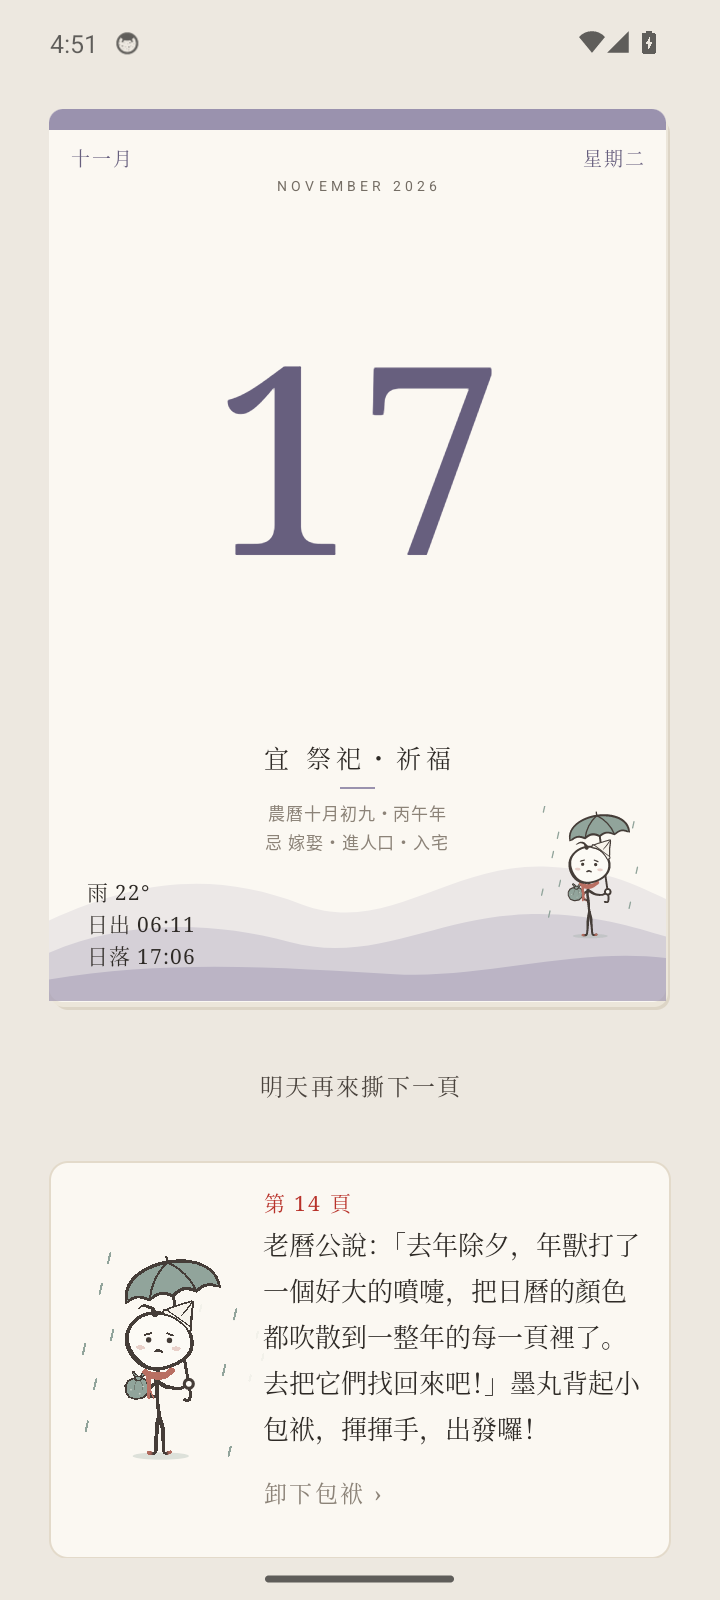 4:51
十一月
星期二
NOVEMBER 2026
17
宜 祭祀・祈福
農曆十月初九・丙午年
忌 嫁娶・進人口・入宅
雨 22°
日出 06:11
日落 17:06
明天再來撕下一頁
第 14 頁
老曆公說:「去年除夕，年獸打了
一個好大的噴嚏，把日曆的顏色
都吹散到一整年的每一頁裡了。
去把它們找回來吧!」墨丸背起小
包袱，揮揮手，出發囉!
卸下包袱 ›